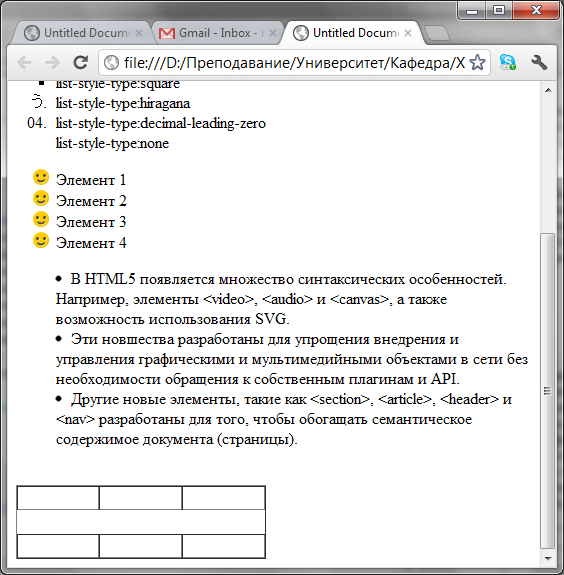 Untitled Docume
Gmail - Inbox -
Untitled Docume
file:///D:/Преподавание/Университет/Кафедра/Х
list-style-type:square
う. list-style-type:hiragana
04. list-style-type:decimal-leading-zero
list-style-type:none
Элемент 1
Элемент 2
Элемент 3
Элемент 4
• В HTML5 появляется множество синтаксических особенностей.
Например, элементы <video>, <audio> и <canvas>, а также
возможность использования SVG.
• Эти новшества разработаны для упрощения внедрения и
управления графическими и мультимедийными объектами в сети без
необходимости обращения к собственным плагинам и API.
• Другие новые элементы, такие как <section>, <article>, <header> и
<nav> разработаны для того, чтобы обогащать семантическое
содержимое документа (страницы).